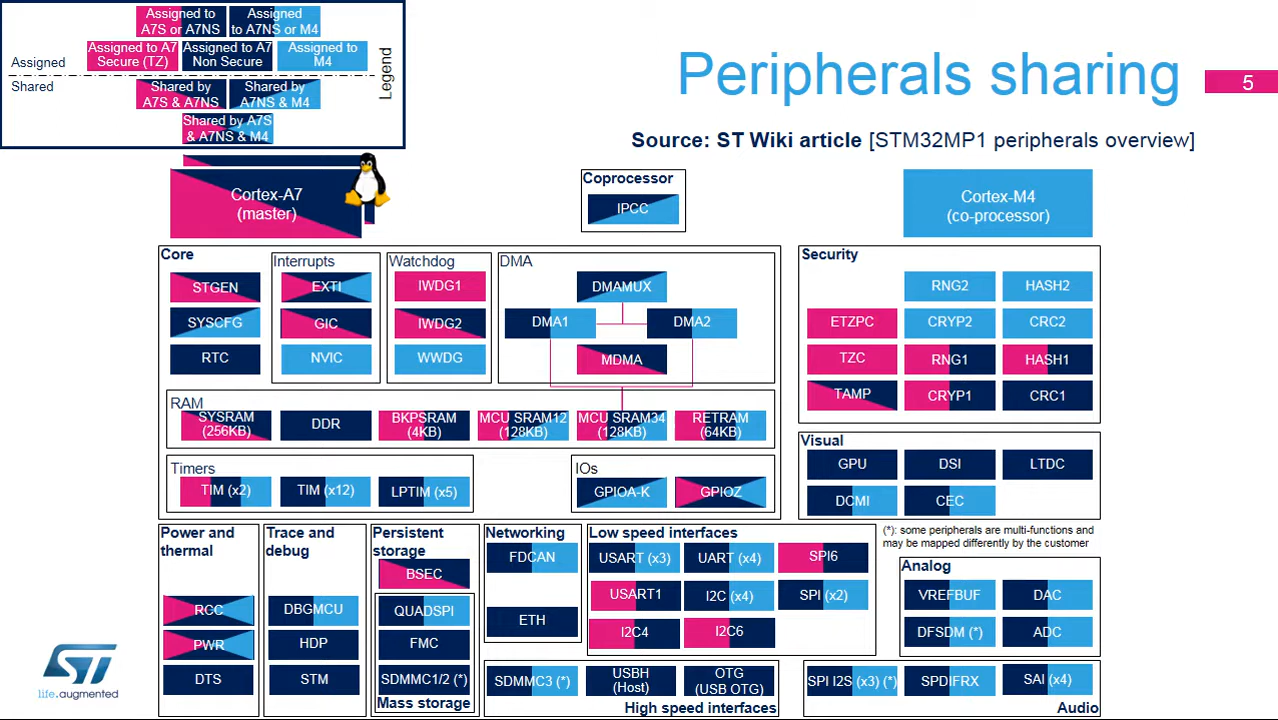 Assigned to
A7S or A7NS
Assigned
to A7NS or M4
Assigned
Assigned to A7
Secure (TZ)
Assigned to A7
Non Secure
Assigned to
M4
Shared
Shared by
A7S & A7NS
Shared by
A7NS & M4
Shared by A7S
& A7NS & M4
Legend
Peripherals sharing
5
Source: ST Wiki article [STM32MP1 peripherals overview]
Cortex-A7
(master)
Coprocessor
IPCC
Cortex-M4
(co-processor)
Core
STGEN
SYSCFG
RTC
Interrupts
EXTI
GIC
NVIC
Watchdog
IWDG1
IWDG2
WWDG
DMA
DMAMUX
DMA1
DMA2
MDMA
RAM
SYSRAM
(256KB)
DDR
BKPSRAM
(4KB)
MCU SRAM12
(128KB)
MCU SRAM34
(128KB)
RETRAM
(64KB)
Timers
TIM (x2)
TIM (x12)
LPTIM (x5)
IOs
GPIOA-K
GPIOZ
Security
RNG2
HASH2
ETZPC
CRYP2
CRC2
TZC
RNG1
HASH1
TAMP
CRYP1
CRC1
Visual
GPU
DSI
LTDC
DCMI
CEC
(*): some peripherals are multi-functions and
may be mapped differently by the customer
Power and
thermal
RCC
PWR
DTS
Trace and
debug
DBGMCU
HDP
STM
Persistent
storage
BSEC
QUADSPI
FMC
SDMMC1/2 (*)
Mass storage
Networking
FDCAN
ETH
Low speed interfaces
USART (x3)
UART (x4)
SPI6
USART1
I2C (x4)
SPI (x2)
I2C4
I2C6
Analog
VREFBUF
DAC
DFSDM (*)
ADC
SDMMC3 (*)
USBH
(Host)
OTG
(USB OTG)
High speed interfaces
SPI I2S (x3) (*)
SPDIFRX
SAI (x4)
Audio
ST
life.augmented